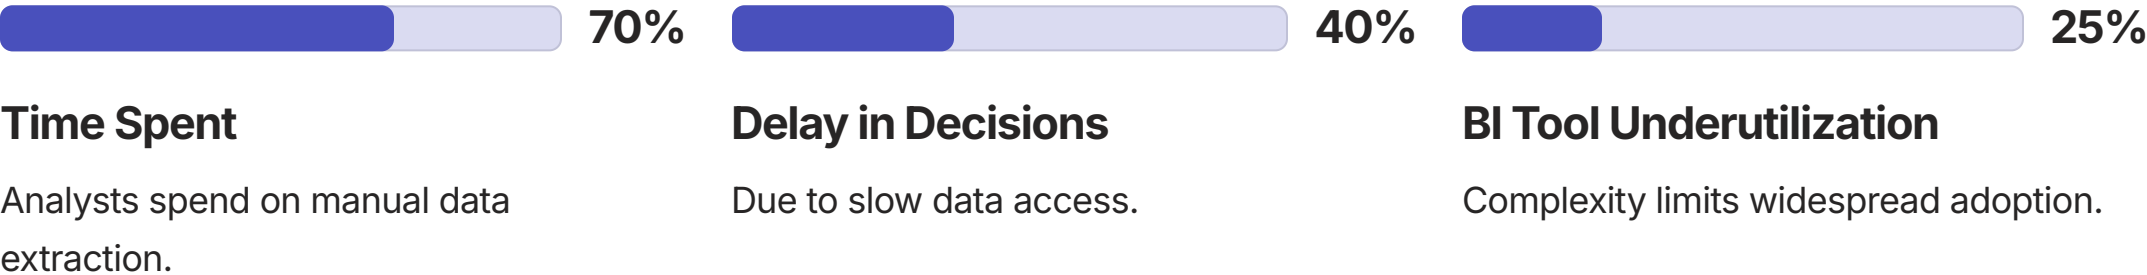 70%
Time Spent
Analysts spend on manual data
extraction.
40%
Delay in Decisions
Due to slow data access.
25%
BI Tool Underutilization
Complexity limits widespread adoption.